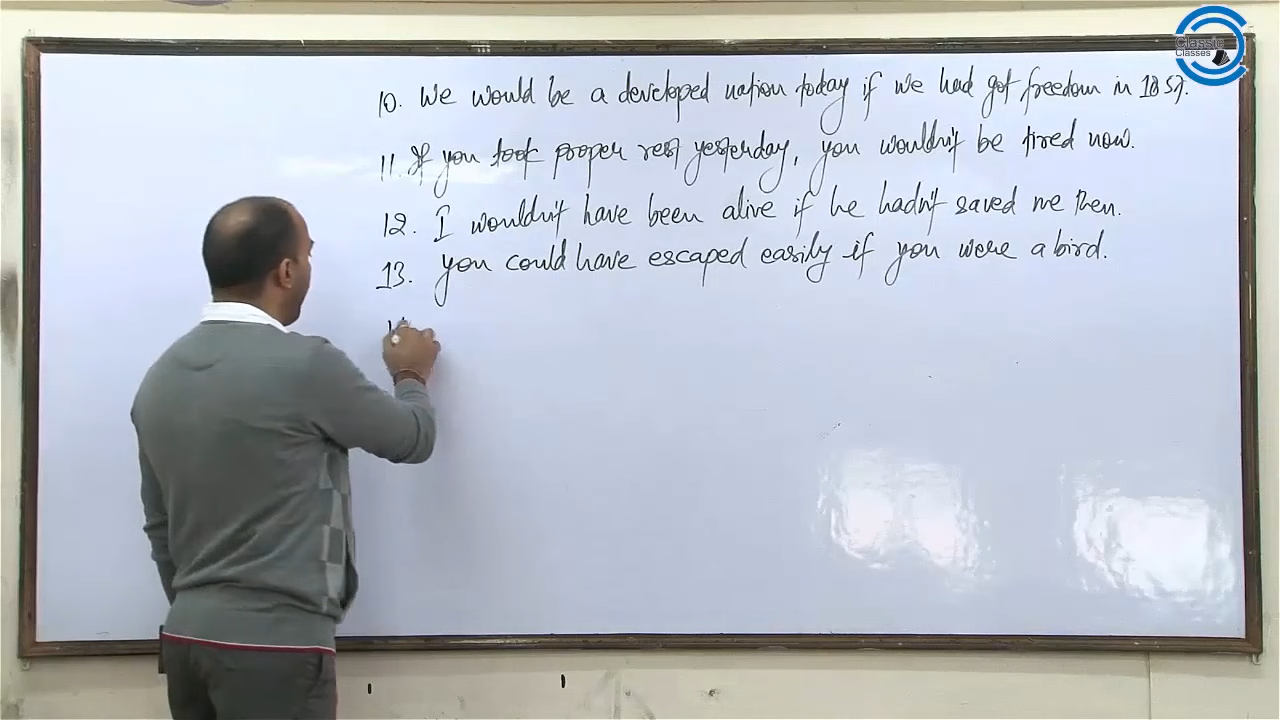 Classic
Classes
10. We would be a developed nation today if we had got freedom in 1857.
11. If you took proper rest yesterday, you wouldn't be tired now.
12. I wouldn't have been alive if he hadn't saved me then.
13. you could have escaped easily if you were a bird.